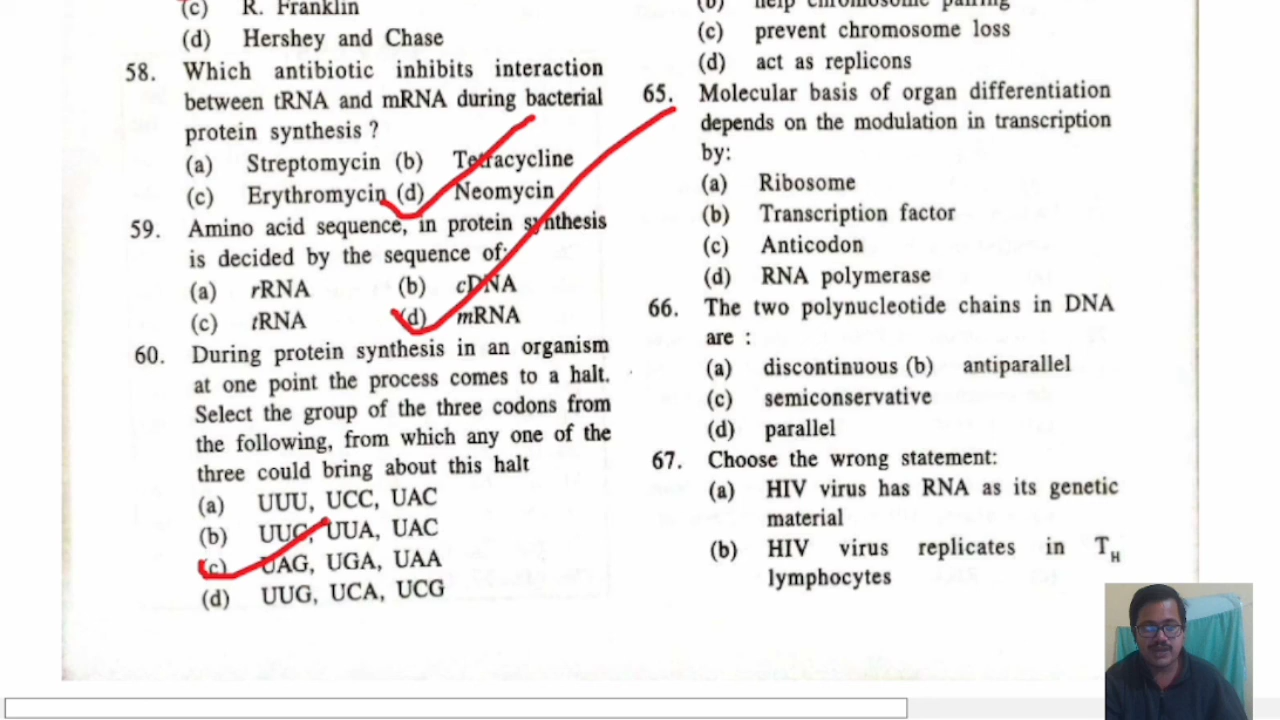 (c) R. Franklin
(d) Hershey and Chase
58. Which antibiotic inhibits interaction
between tRNA and mRNA during bacterial
protein synthesis ?
(a) Streptomycin (b) Tetracycline
(c) Erythromycin (d) Neomycin
59. Amino acid sequence, in protein synthesis
is decided by the sequence of:
(a) rRNA (b) cDNA
(c) tRNA (d) mRNA
60. During protein synthesis in an organism
at one point the process comes to a halt.
Select the group of the three codons from
the following, from which any one of the
three could bring about this halt
(a) UUU, UCC, UAC
(b) UUC, UUA, UAC
(c) UAG, UGA, UAA
(d) UUG, UCA, UCG
(b) help chromosome pairing
(c) prevent chromosome loss
(d) act as replicons
65. Molecular basis of organ differentiation
depends on the modulation in transcription
by:
(a) Ribosome
(b) Transcription factor
(c) Anticodon
(d) RNA polymerase
66. The two polynucleotide chains in DNA
are :
(a) discontinuous (b) antiparallel
(c) semiconservative
(d) parallel
67. Choose the wrong statement:
(a) HIV virus has RNA as its genetic
material
(b) HIV virus replicates in TH
lymphocytes